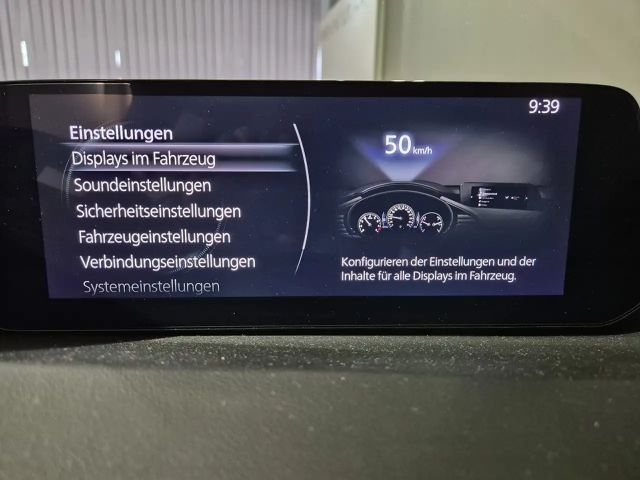 9:39
Einstellungen
Displays im Fahrzeug
Soundeinstellungen
Sicherheitseinstellungen
Fahrzeugeinstellungen
Verbindungseinstellungen
Systemeinstellungen
50 km/h
Konfigurieren der Einstellungen und der
Inhalte für alle Displays im Fahrzeug.